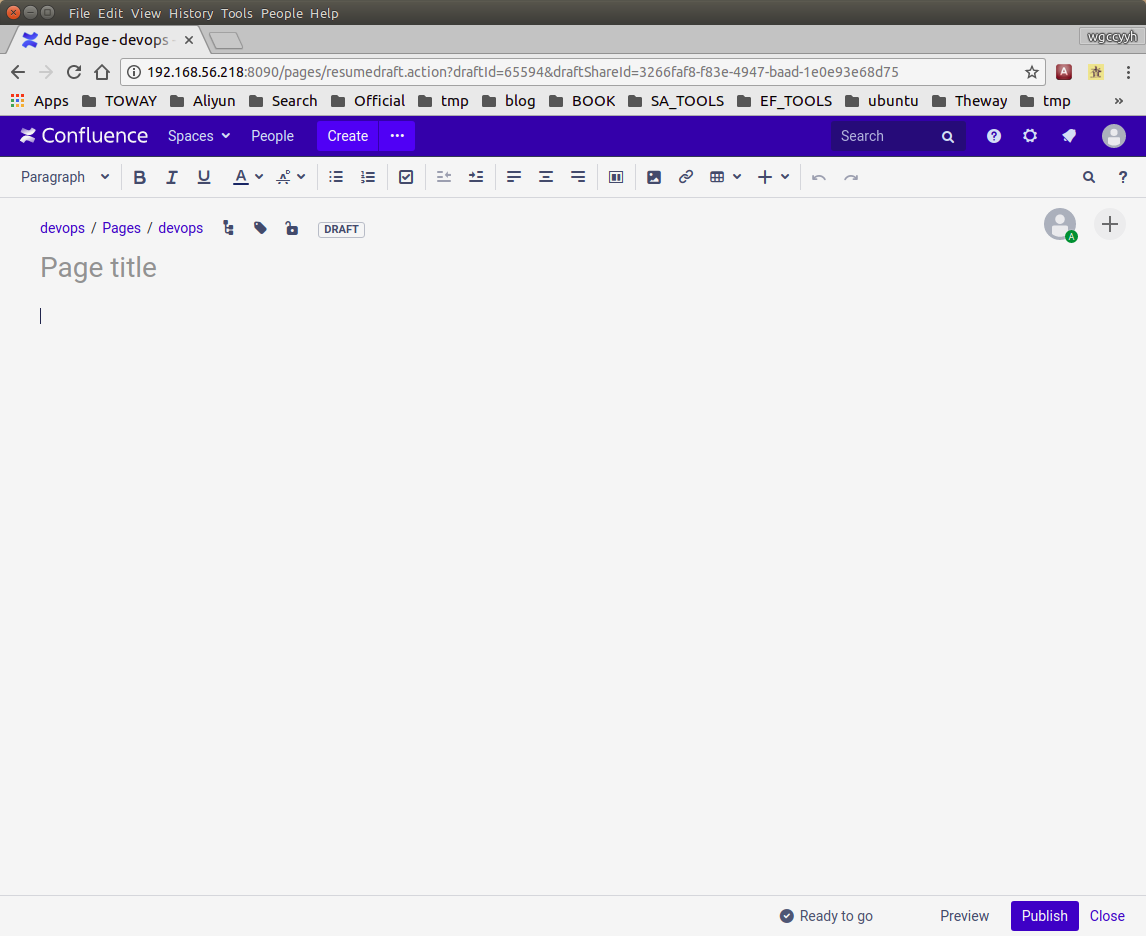 File Edit View History Tools People Help
Add Page - devops -
wgccyyh
192.168.56.218:8090/pages/resumedraft.action?draftId=65594&draftShareId=3266faf8-f83e-4947-baad-1e0e93e68d75
A
Apps TOWAY Aliyun Search Official tmp blog BOOK SA_TOOLS EF_TOOLS ubuntu Theway tmp »
Confluence Spaces People Create ••• Search ?
Paragraph B I U A ?
devops / Pages / devops DRAFT
A
Page title
Ready to go Preview Publish Close